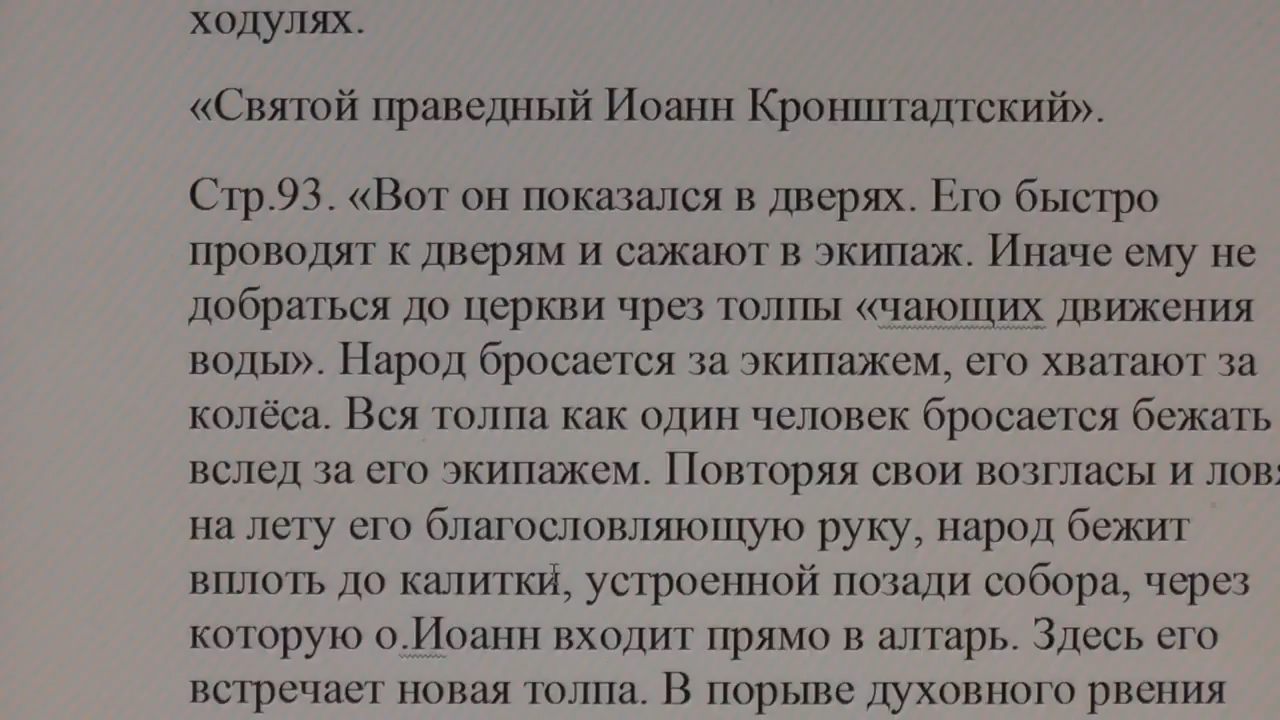 ходулях.
«Святой праведный Иоанн Кронштадтский».
Стр.93. «Вот он показался в дверях. Его быстро
проводят к дверям и сажают в экипаж. Иначе ему не
добраться до церкви чрез толпы «чающих движения
воды». Народ бросается за экипажем, его хватают за
колёса. Вся толпа как один человек бросается бежать
вслед за его экипажем. Повторяя свои возгласы и ловя
на лету его благословляющую руку, народ бежит
вплоть до калитки, устроенной позади собора, через
которую о.Иоанн входит прямо в алтарь. Здесь его
встречает новая толпа. В порыве духовного рвения